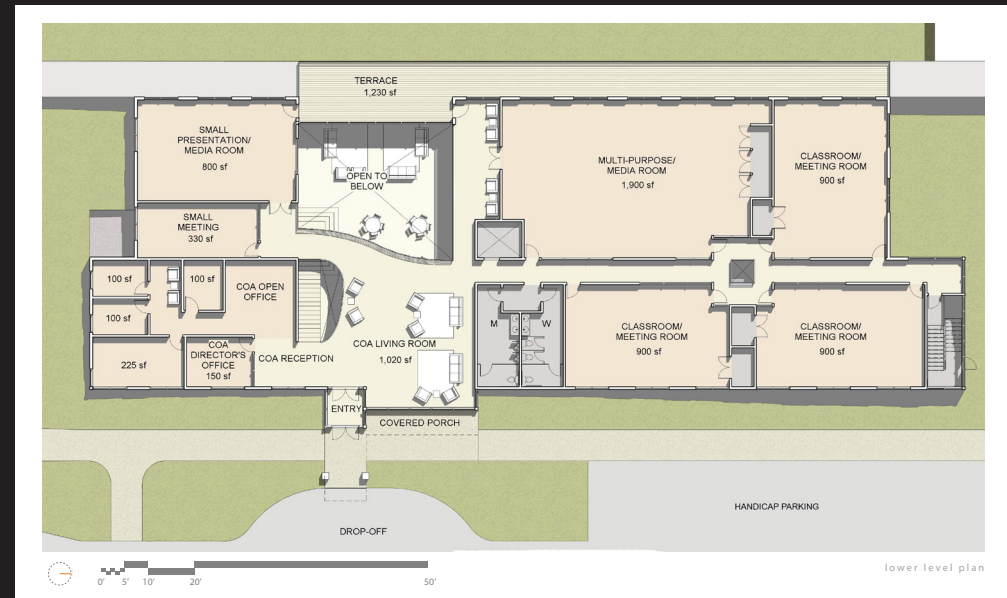 TERRACE
1,230 sf
SMALL
PRESENTATION/
MEDIA ROOM
800 sf
OPEN TO
BELOW
MULTI-PURPOSE/
MEDIA ROOM
1,900 sf
CLASSROOM/
MEETING ROOM
900 sf
SMALL
MEETING
330 sf
100 sf
100 sf
COA OPEN
OFFICE
100 sf
225 sf
COA
DIRECTOR'S
OFFICE
150 sf
COA RECEPTION
COA LIVING ROOM
1,020 sf
M
W
CLASSROOM/
MEETING ROOM
900 sf
CLASSROOM/
MEETING ROOM
900 sf
ENTRY
COVERED PORCH
DROP-OFF
HANDICAP PARKING
0' 5' 10' 20' 50'
lower level plan